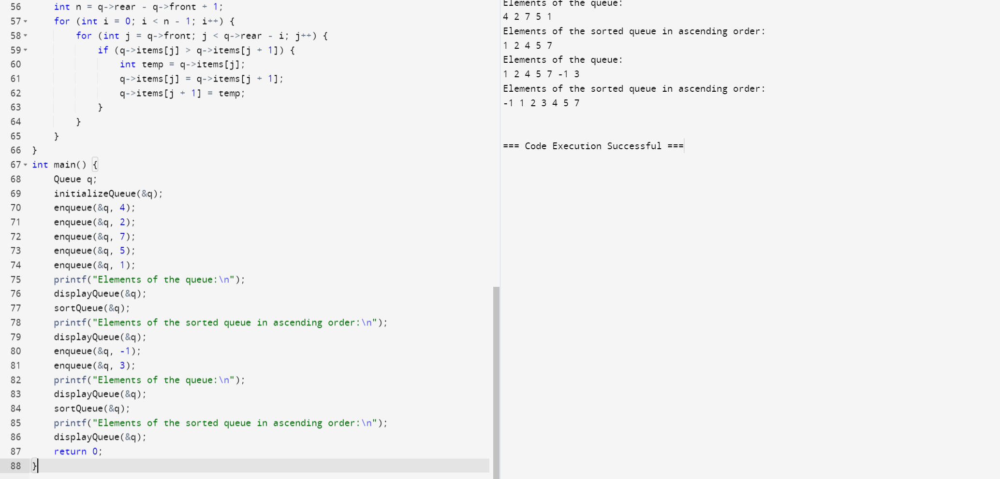 56 int n = q->rear - q->front + 1;
57 for (int i = 0; i < n - 1; i++) {
58 for (int j = q->front; j < q->rear - i; j++) {
59 if (q->items[j] > q->items[j + 1]) {
60 int temp = q->items[j];
61 q->items[j] = q->items[j + 1];
62 q->items[j + 1] = temp;
63 }
64 }
65 }
66 }
67 int main() {
68 Queue q;
69 initializeQueue(&q);
70 enqueue(&q, 4);
71 enqueue(&q, 2);
72 enqueue(&q, 7);
73 enqueue(&q, 5);
74 enqueue(&q, 1);
75 printf("Elements of the queue:\n");
76 displayQueue(&q);
77 sortQueue(&q);
78 printf("Elements of the sorted queue in ascending order:\n");
79 displayQueue(&q);
80 enqueue(&q, -1);
81 enqueue(&q, 3);
82 printf("Elements of the queue:\n");
83 displayQueue(&q);
84 sortQueue(&q);
85 printf("Elements of the sorted queue in ascending order:\n");
86 displayQueue(&q);
87 return 0;
88 }
Elements of the queue:
4 2 7 5 1
Elements of the sorted queue in ascending order:
1 2 4 5 7
Elements of the queue:
1 2 4 5 7 -1 3
Elements of the sorted queue in ascending order:
-1 1 2 3 4 5 7
=== Code Execution Successful ===